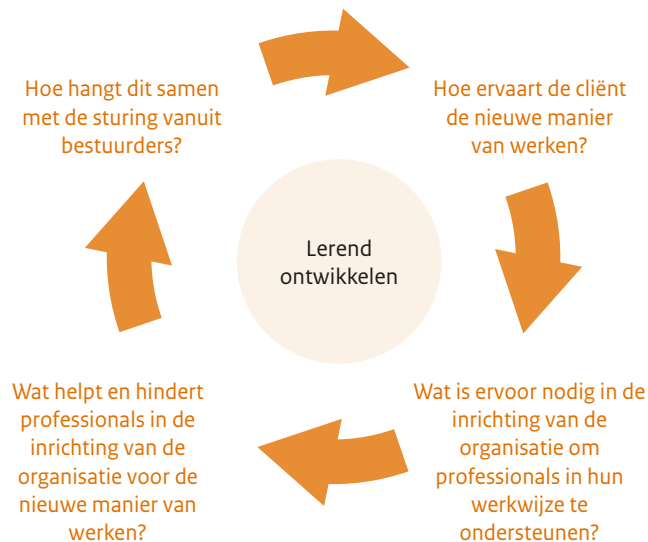 Hoe hangt dit samen
met de sturing vanuit
bestuurders?
Hoe ervaart de cliënt
de nieuwe manier
van werken?
Lerend
ontwikkelen
Wat helpt en hindert
professionals in de
inrichting van de
organisatie voor de
nieuwe manier van
werken?
Wat is ervoor nodig in de
inrichting van de
organisatie om
professionals in hun
werkwijze te
ondersteunen?